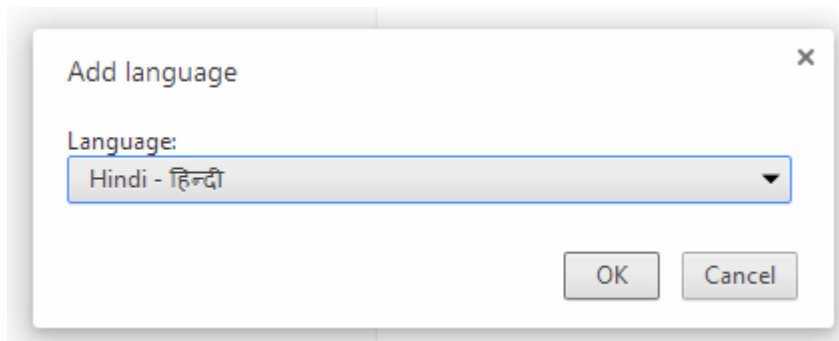 Add language
Language:
Hindi - हिन्दी
OK Cancel